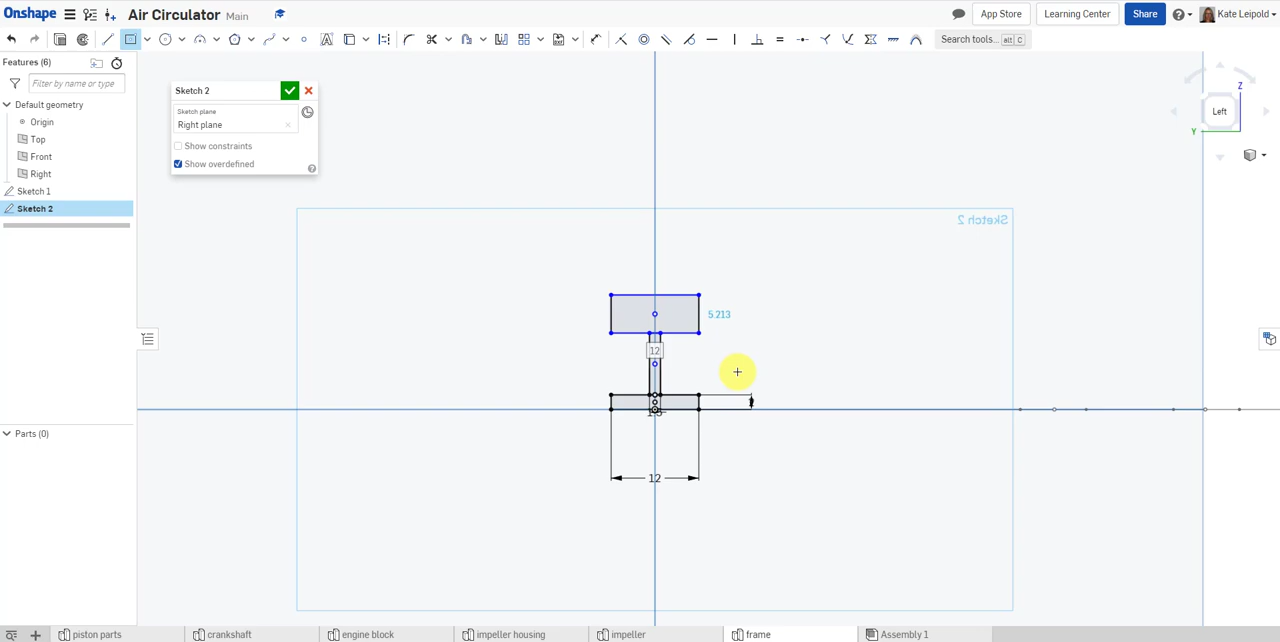 Onshape Air Circulator Main App Store Learning Center Share Kate Leipold
Search tools... alt C
Features (6)
Filter by name or type
Default geometry
Origin
Top
Front
Right
Sketch 1
Sketch 2
Parts (0)
Sketch 2
Sketch plane
Right plane
Show constraints
Show overdefined
Z
Left
Y
Sketch 2
5.213
12
12
piston parts crankshaft engine block impeller housing impeller frame Assembly 1